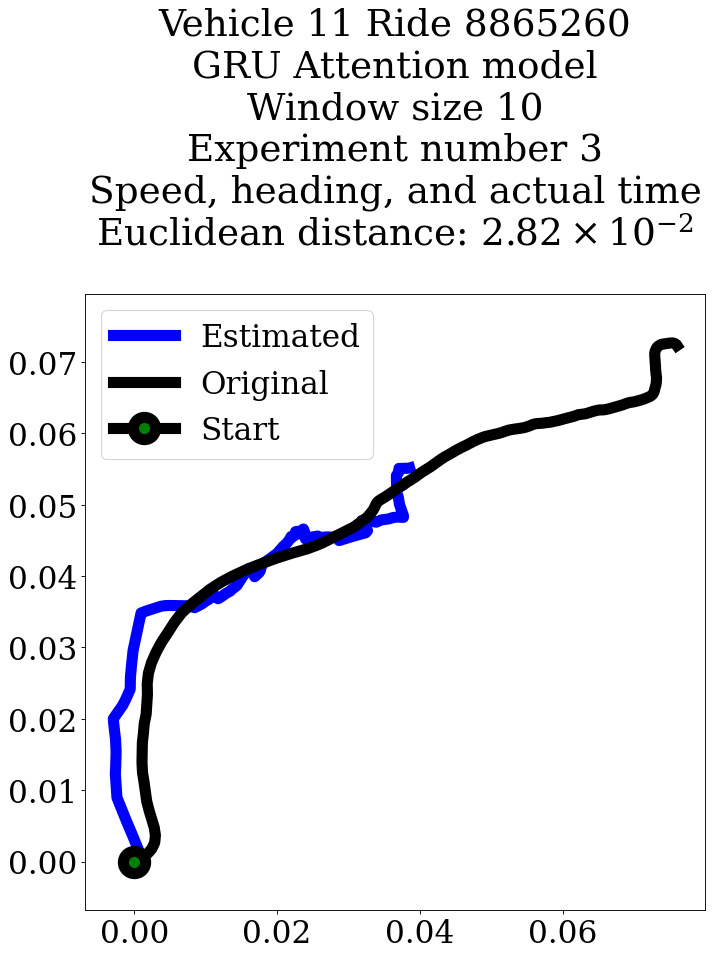 Vehicle 11 Ride 8865260
GRU Attention model
Window size 10
Experiment number 3
Speed, heading, and actual time
Euclidean distance: 2.82 × 10⁻²
Estimated
Original
Start
0.07
0.06
0.05
0.04
0.03
0.02
0.01
0.00
0.00 0.02 0.04 0.06